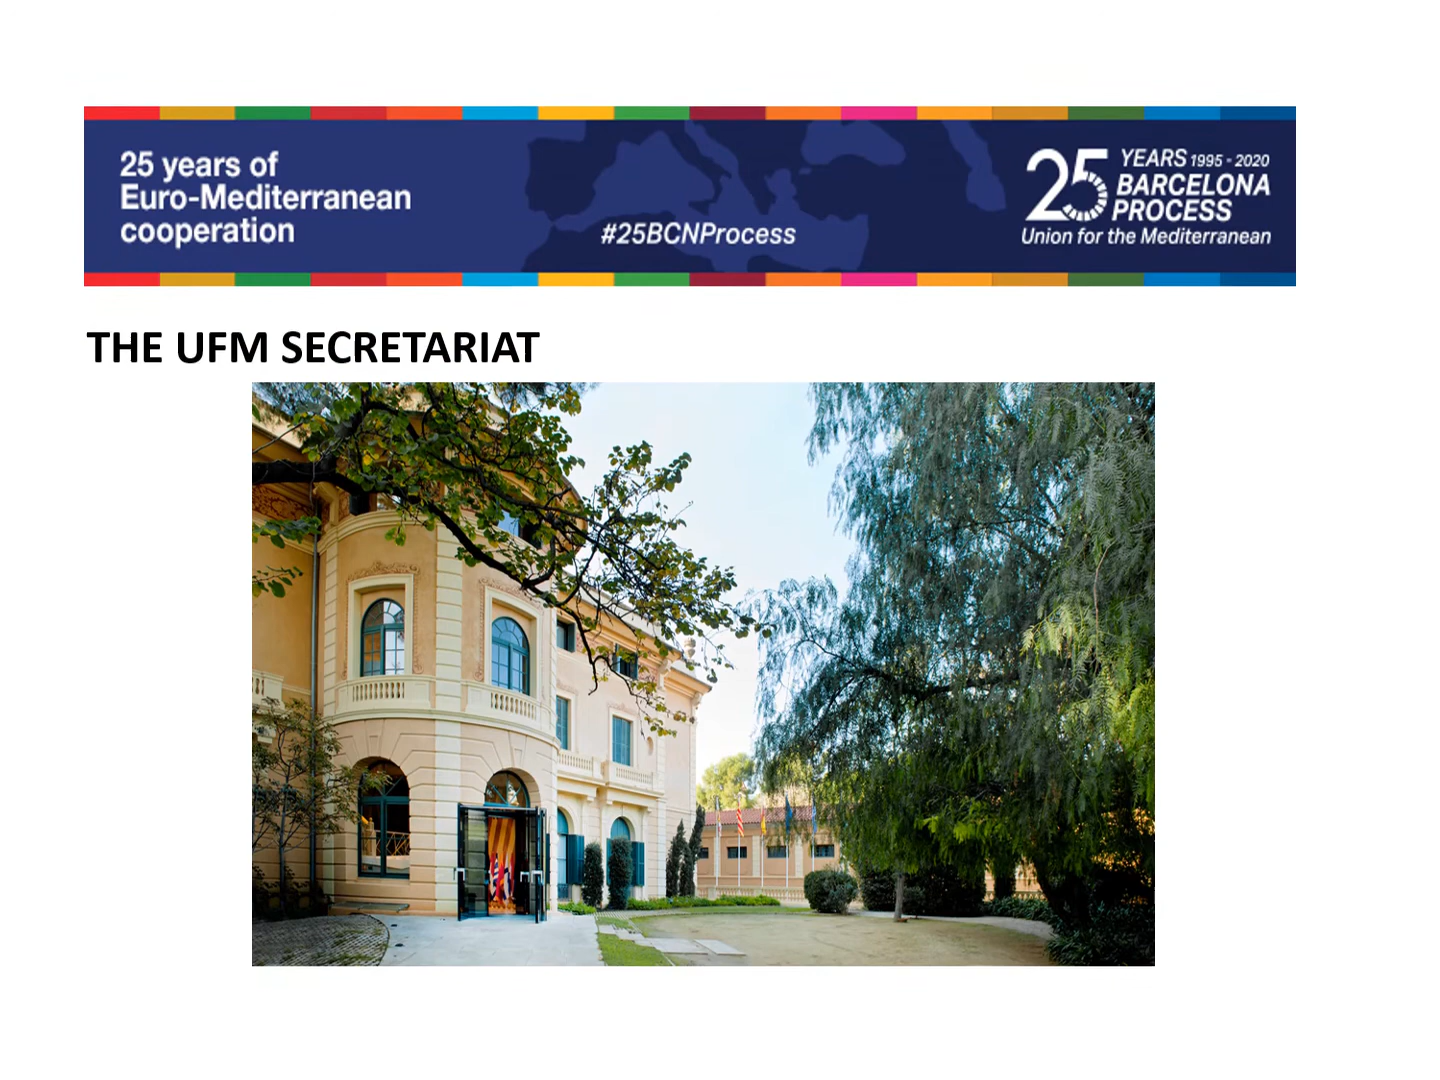 25 years of
Euro-Mediterranean
cooperation
#25BCNProcess
25 YEARS 1995 - 2020
BARCELONA
PROCESS
Union for the Mediterranean
THE UFM SECRETARIAT